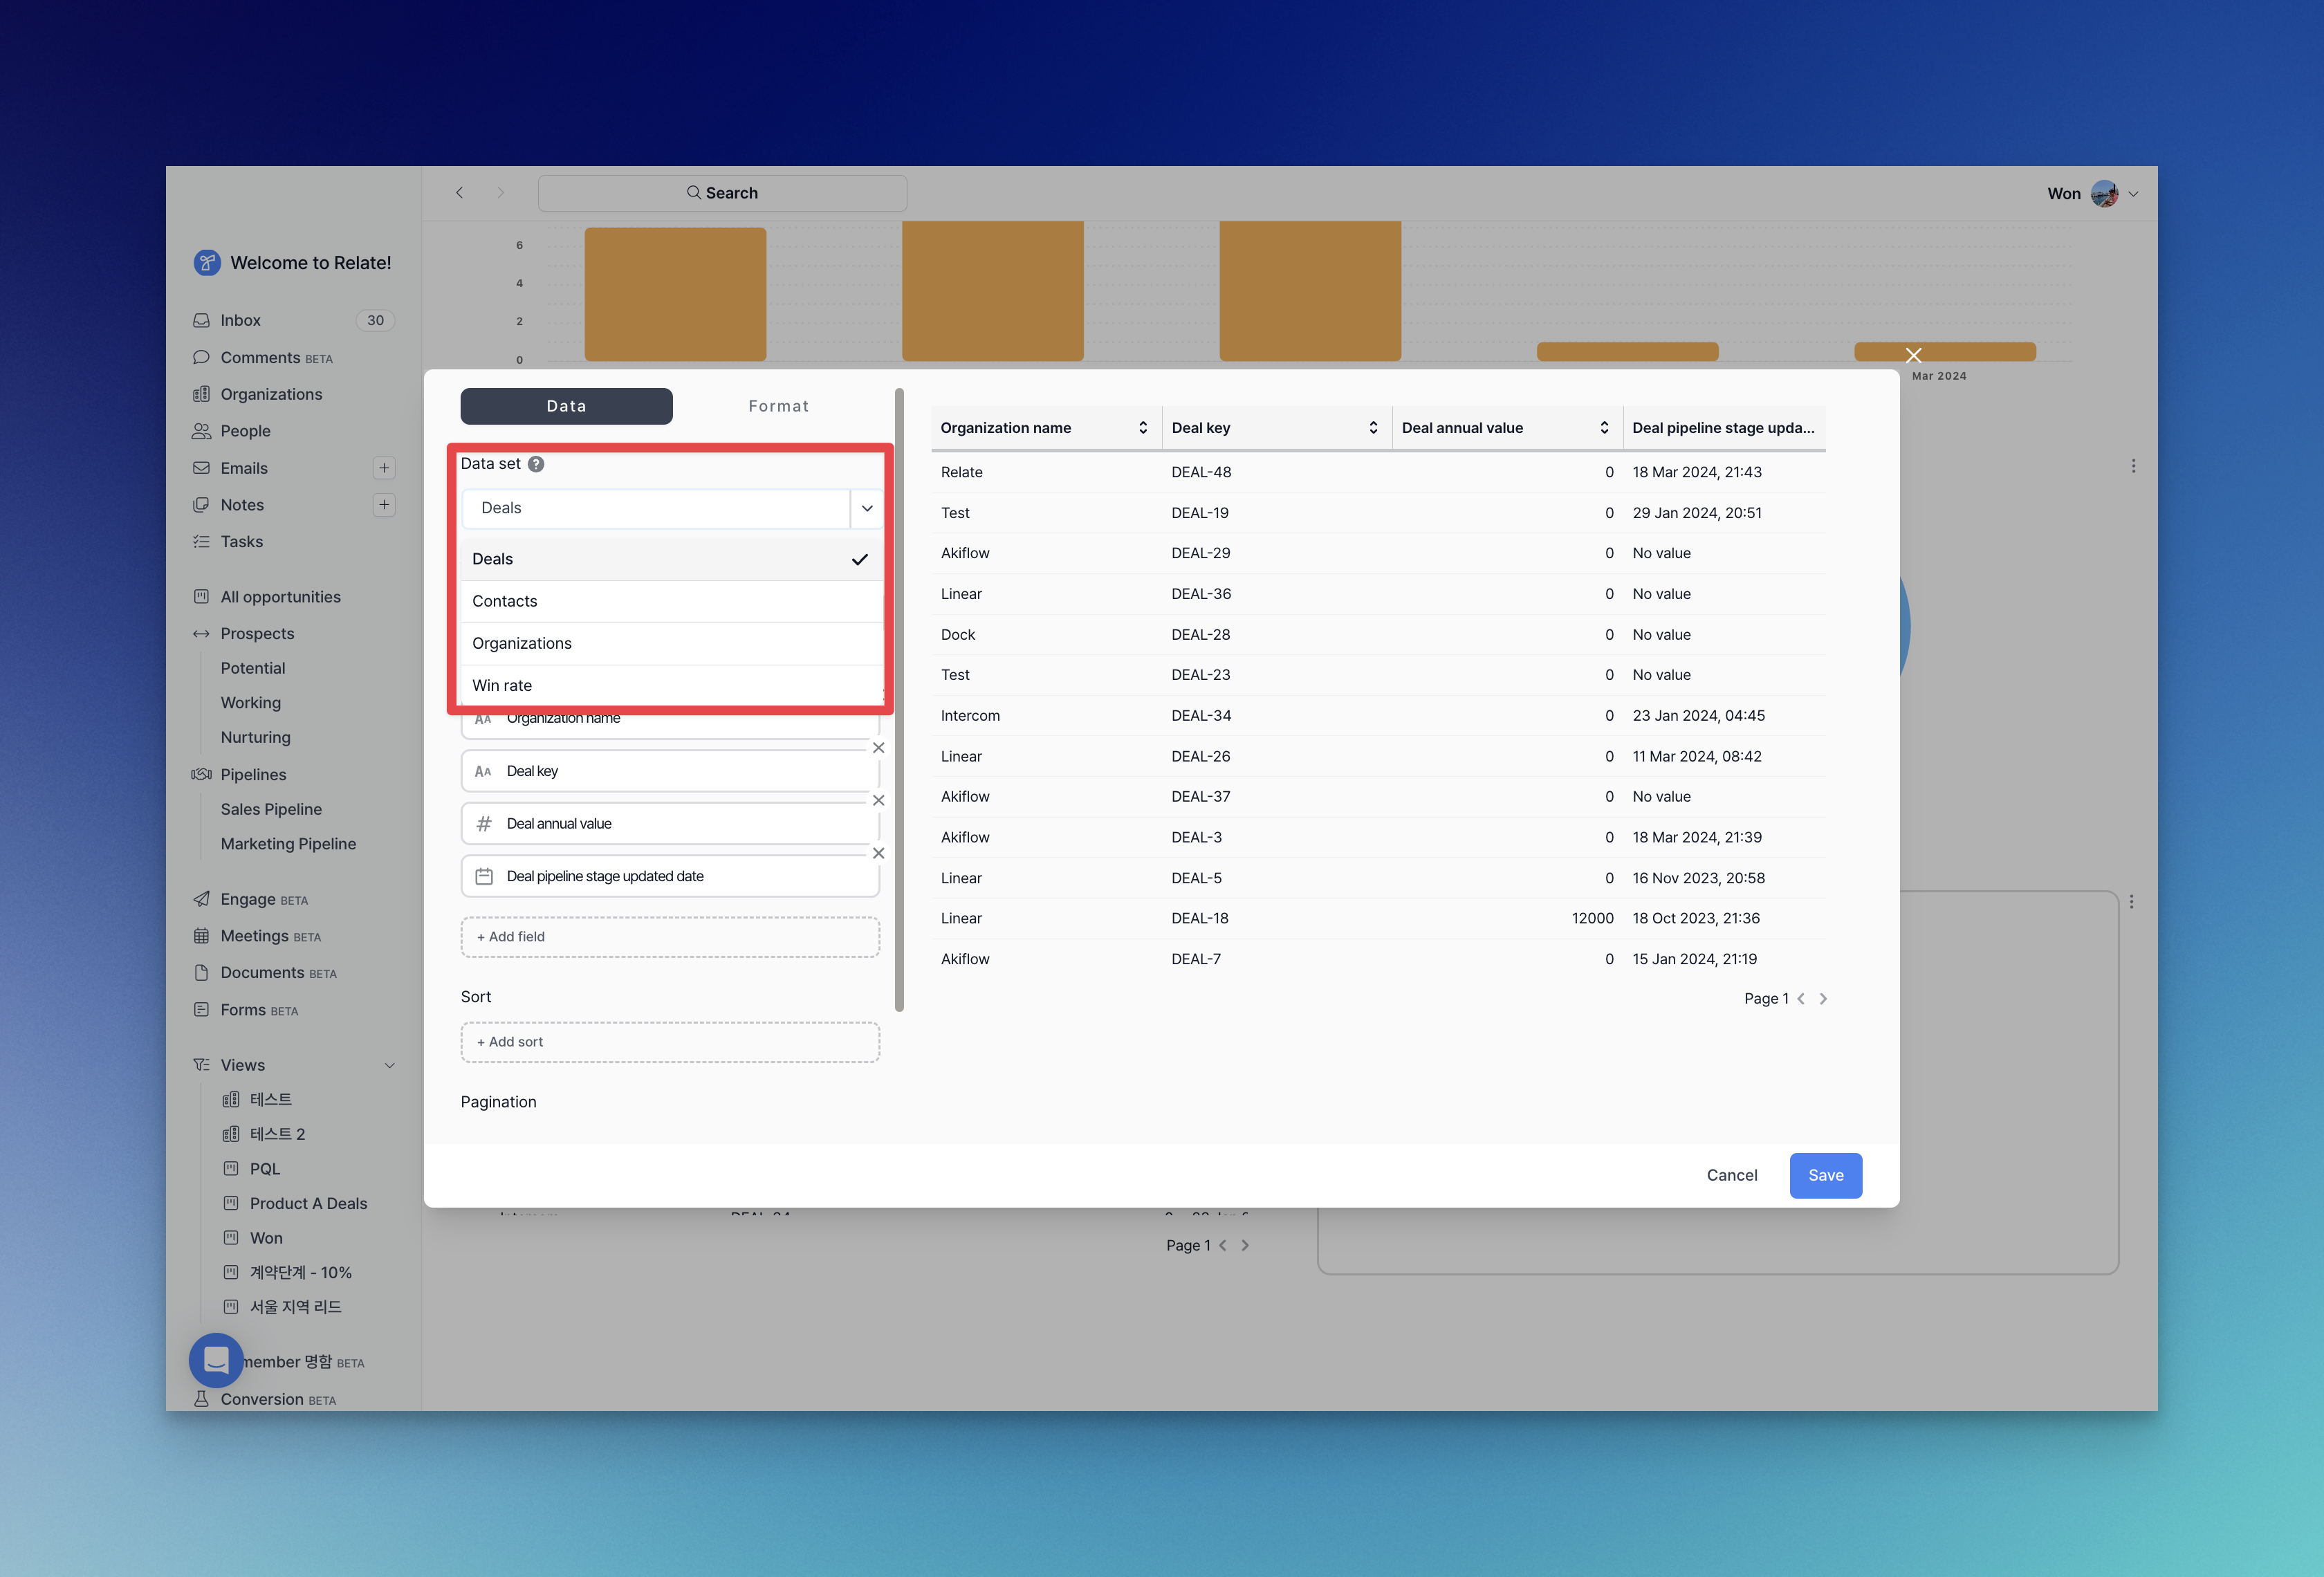 Search
Won
Welcome to Relate!
Inbox 30
Comments BETA
Organizations
People
Emails
Notes
Tasks
All opportunities
Prospects
Potential
Working
Nurturing
Pipelines
Sales Pipeline
Marketing Pipeline
Engage BETA
Meetings BETA
Documents BETA
Forms BETA
Views
테스트
테스트 2
PQL
Product A Deals
Won
계약단계 - 10%
서울 지역 리드
member 명함 BETA
Conversion BETA
6
4
2
0
Mar 2024
Data Format
Data set ?
Deals
Deals
Contacts
Organizations
Win rate
AA Organization name
AA Deal key
# Deal annual value
Deal pipeline stage updated date
+ Add field
Sort
+ Add sort
Pagination
Organization name Deal key Deal annual value Deal pipeline stage upda...
Relate DEAL-48 0 18 Mar 2024, 21:43
Test DEAL-19 0 29 Jan 2024, 20:51
Akiflow DEAL-29 0 No value
Linear DEAL-36 0 No value
Dock DEAL-28 0 No value
Test DEAL-23 0 No value
Intercom DEAL-34 0 23 Jan 2024, 04:45
Linear DEAL-26 0 11 Mar 2024, 08:42
Akiflow DEAL-37 0 No value
Akiflow DEAL-3 0 18 Mar 2024, 21:39
Linear DEAL-5 0 16 Nov 2023, 20:58
Linear DEAL-18 12000 18 Oct 2023, 21:36
Akiflow DEAL-7 0 15 Jan 2024, 21:19
Page 1
Cancel Save
Page 1